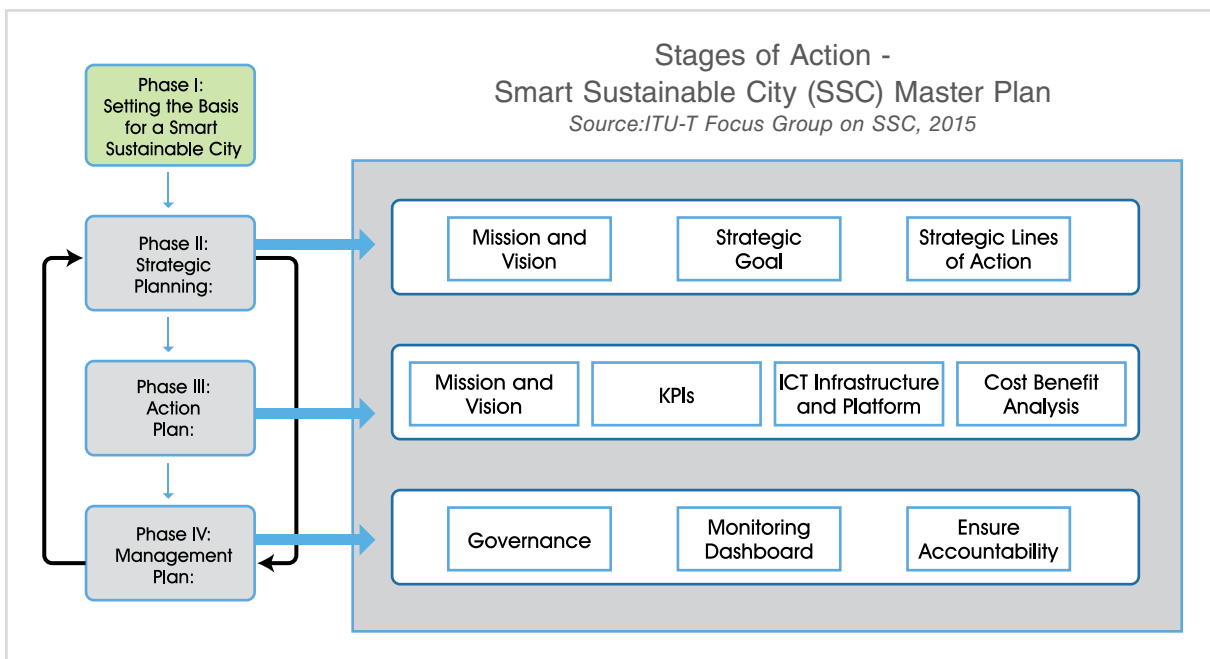 Stages of Action -
Smart Sustainable City (SSC) Master Plan
Source:ITU-T Focus Group on SSC, 2015
Phase I:
Setting the Basis
for a Smart
Sustainable City
Phase II:
Strategic
Planning:
Mission and
Vision
Strategic
Goal
Strategic Lines
of Action
Phase III:
Action
Plan:
Mission and
Vision
KPIs
ICT Infrastructure
and Platform
Cost Benefit
Analysis
Phase IV:
Management
Plan:
Governance
Monitoring
Dashboard
Ensure
Accountability